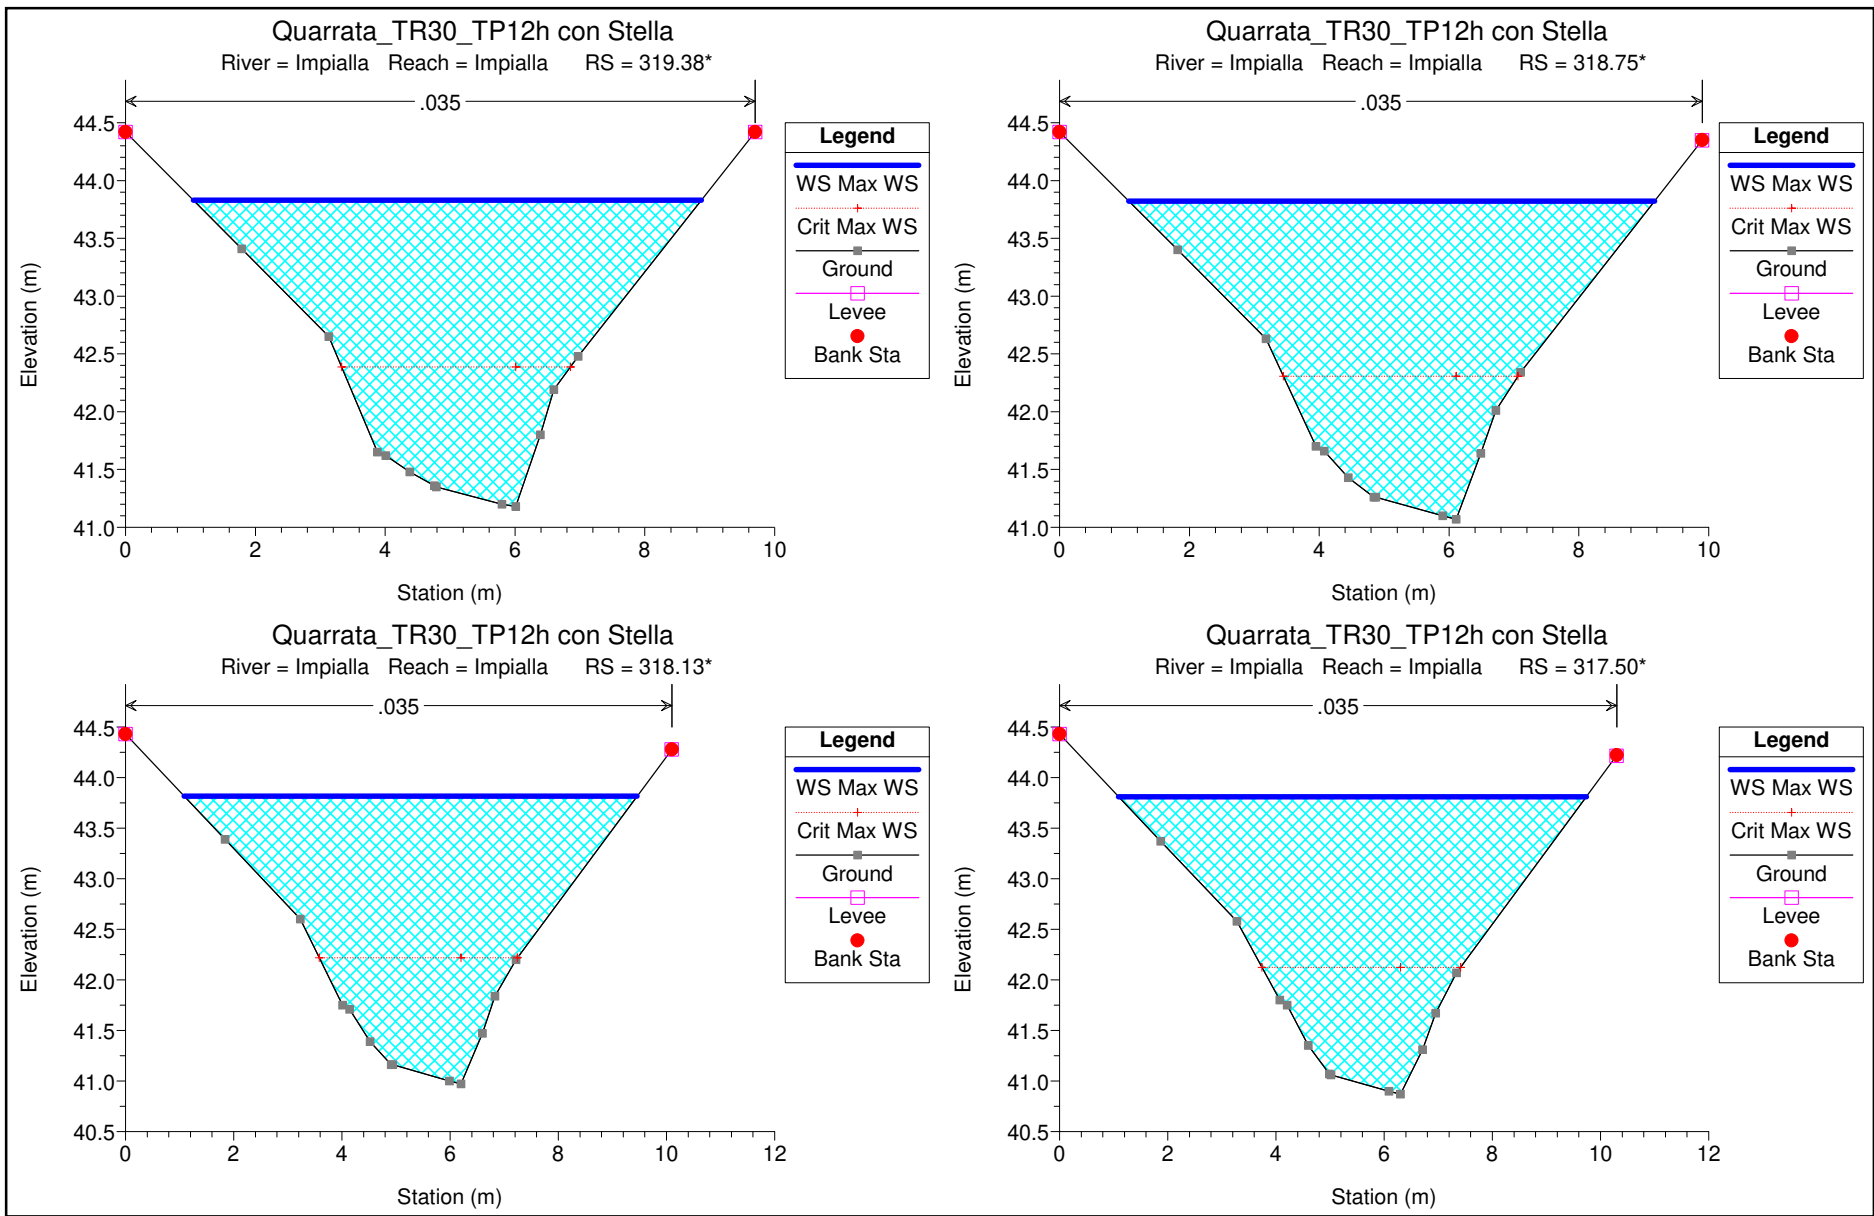 Quarrata_TR30_TP12h con Stella
River = Impialla Reach = Impialla RS = 319.38*
.035
44.5
44.0
43.5
43.0
42.5
42.0
41.5
41.0
Elevation (m)
0 2 4 6 8 10
Station (m)
Legend
WS Max WS
Crit Max WS
Ground
Levee
Bank Sta
Quarrata_TR30_TP12h con Stella
River = Impialla Reach = Impialla RS = 318.75*
.035
44.5
44.0
43.5
43.0
42.5
42.0
41.5
41.0
Elevation (m)
0 2 4 6 8 10
Station (m)
Legend
WS Max WS
Crit Max WS
Ground
Levee
Bank Sta
Quarrata_TR30_TP12h con Stella
River = Impialla Reach = Impialla RS = 318.13*
.035
44.5
44.0
43.5
43.0
42.5
42.0
41.5
41.0
40.5
Elevation (m)
0 2 4 6 8 10 12
Station (m)
Legend
WS Max WS
Crit Max WS
Ground
Levee
Bank Sta
Quarrata_TR30_TP12h con Stella
River = Impialla Reach = Impialla RS = 317.50*
.035
44.5
44.0
43.5
43.0
42.5
42.0
41.5
41.0
40.5
Elevation (m)
0 2 4 6 8 10 12
Station (m)
Legend
WS Max WS
Crit Max WS
Ground
Levee
Bank Sta